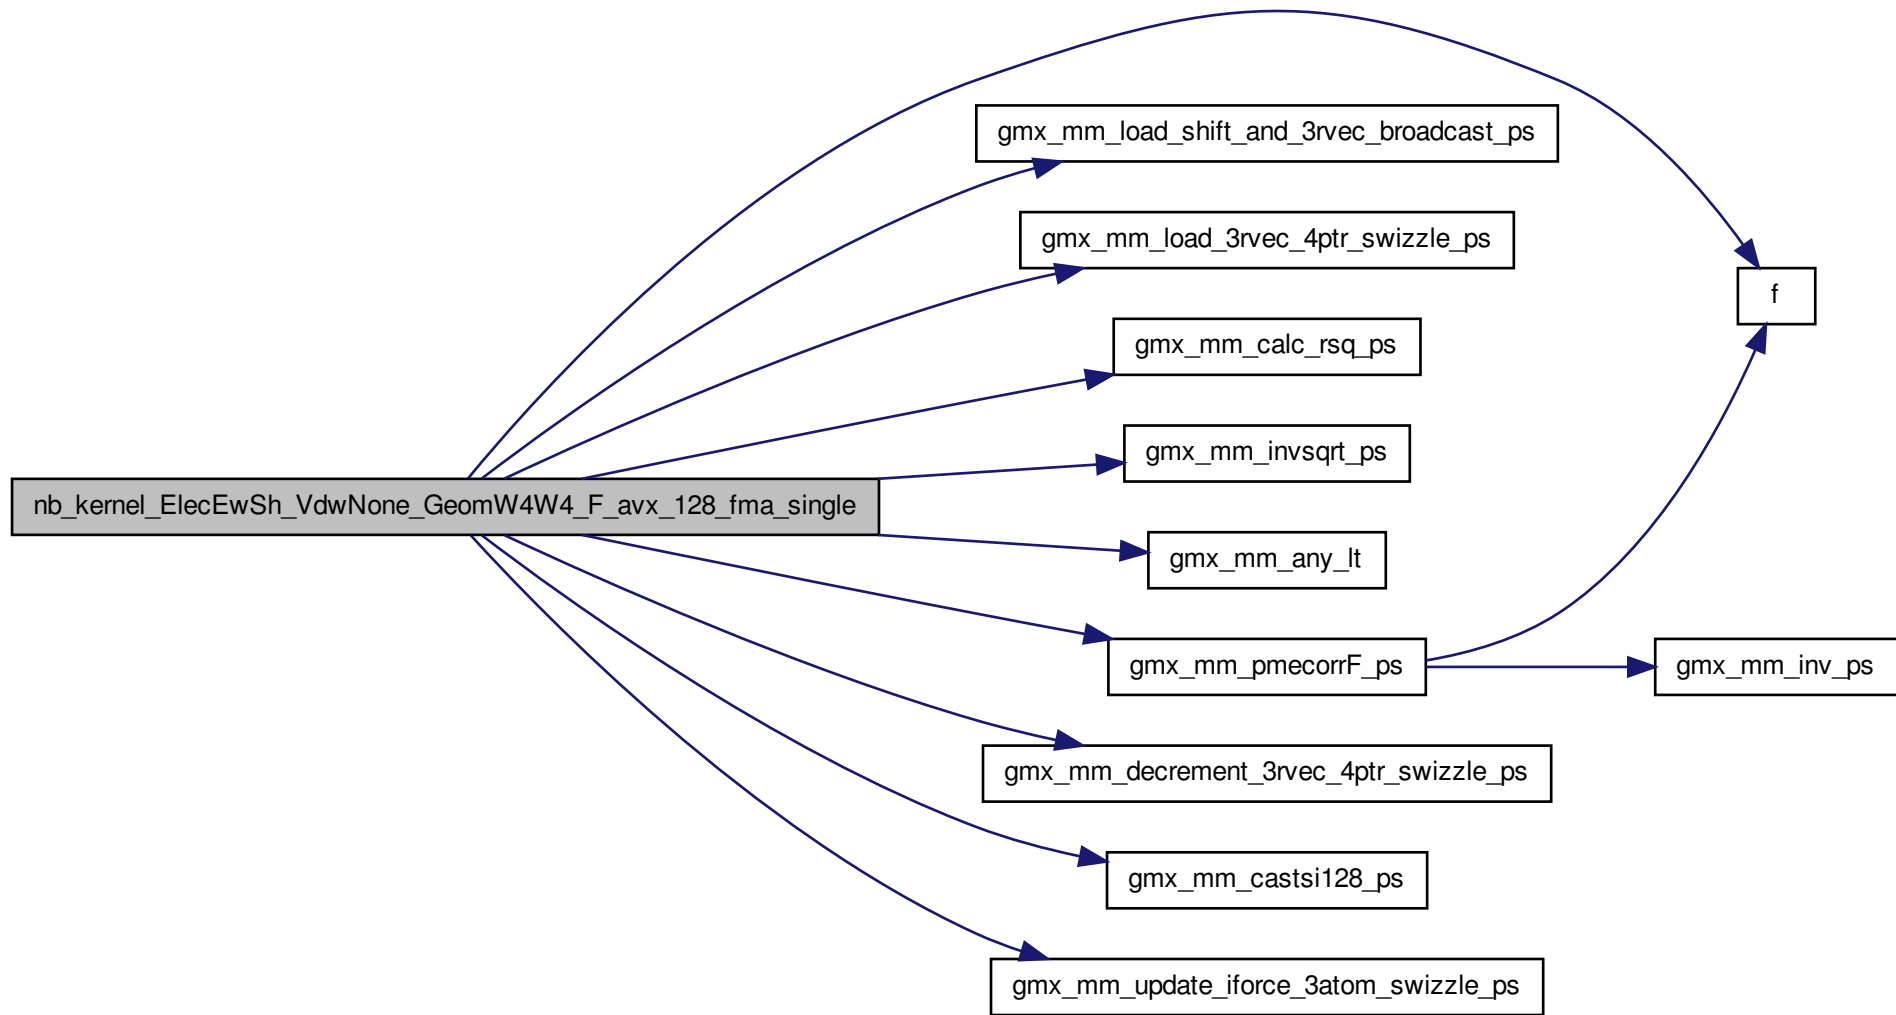 gmx_mm_load_shift_and_3rvec_broadcast_ps
gmx_mm_load_3rvec_4ptr_swizzle_ps
f
gmx_mm_calc_rsq_ps
gmx_mm_invsqrt_ps
nb_kernel_ElecEwSh_VdwNone_GeomW4W4_F_avx_128_fma_single
gmx_mm_any_lt
gmx_mm_pmecorrF_ps
gmx_mm_inv_ps
gmx_mm_decrement_3rvec_4ptr_swizzle_ps
gmx_mm_castsi128_ps
gmx_mm_update_iforce_3atom_swizzle_ps